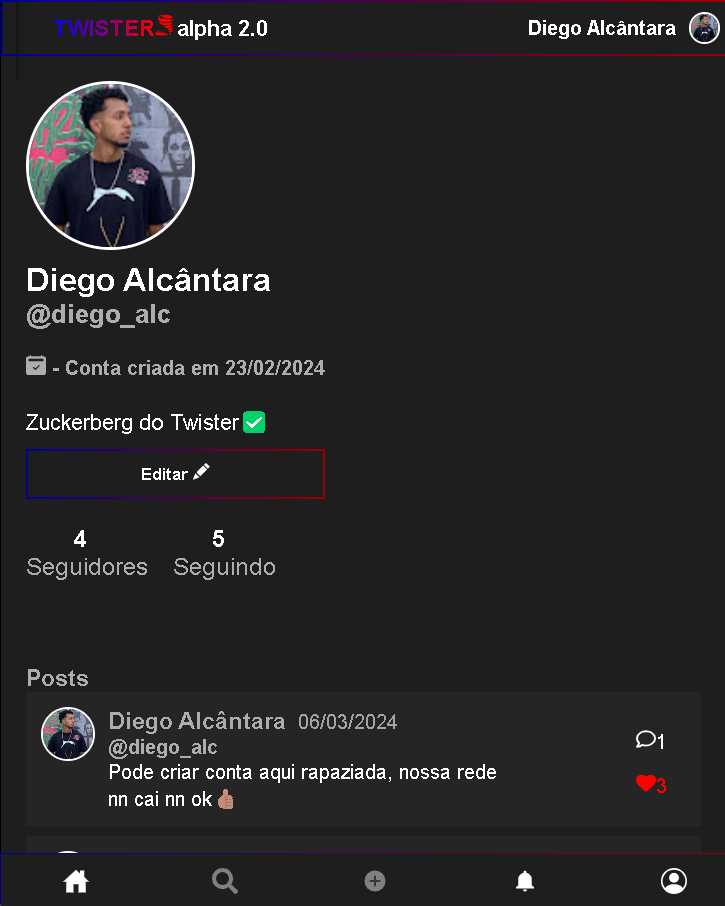 TWISTER alpha 2.0
Diego Alcântara
Diego Alcântara
@diego_alc
- Conta criada em 23/02/2024
Zuckerberg do Twister✅
Editar
4
Seguidores
5
Seguindo
Posts
Diego Alcântara 06/03/2024
@diego_alc
Pode criar conta aqui rapaziada, nossa rede
nn cai nn ok👍🏽
1
3